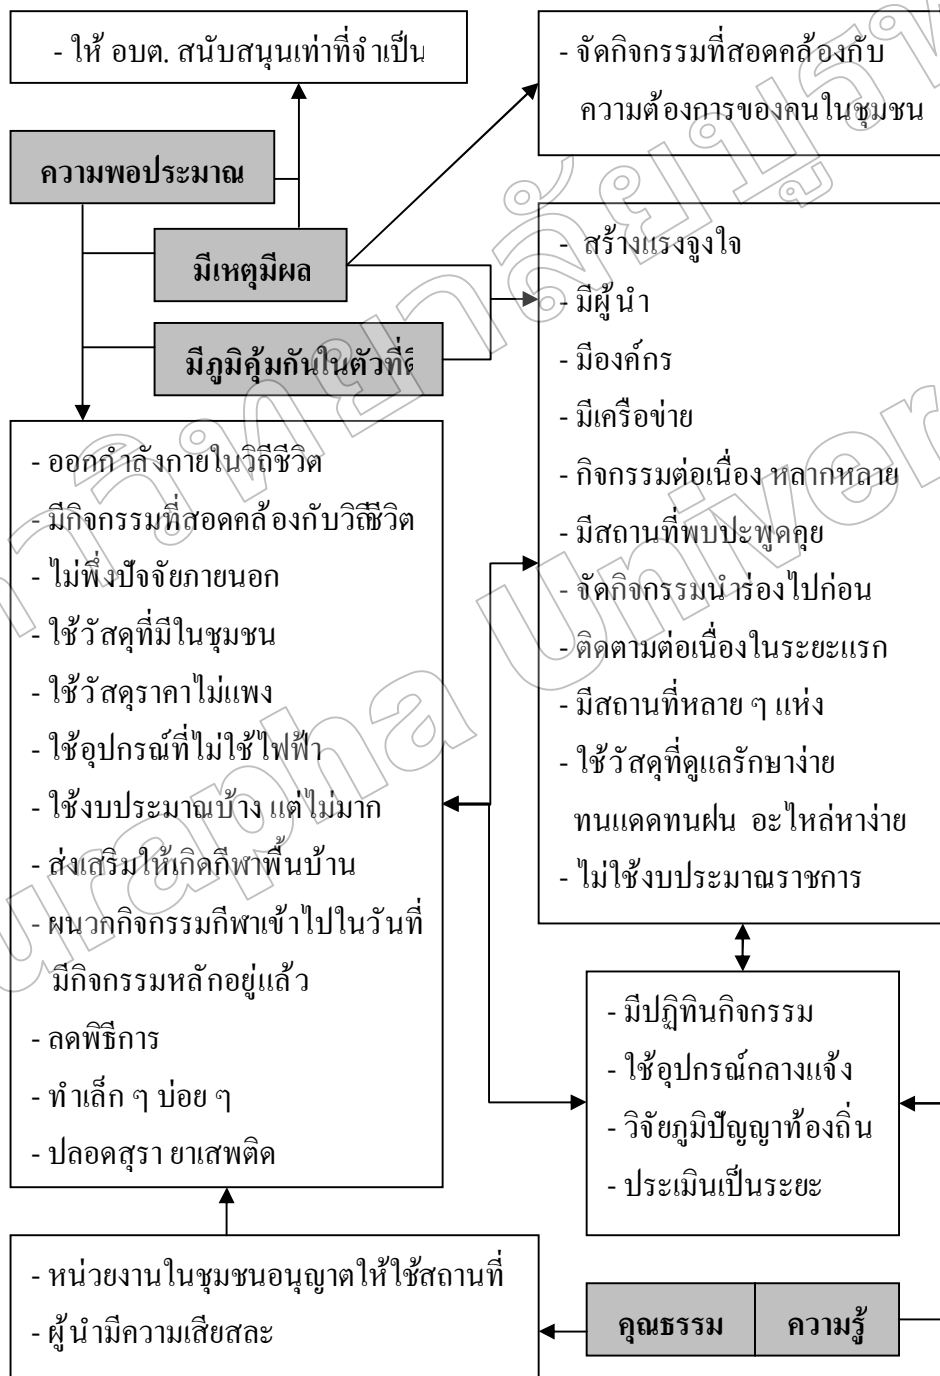 - ให้ อบต. สนับสนุนเท่าที่จำเป็น
- จัดกิจกรรมที่สอดคล้องกับ
ความต้องการของคนในชุมชน
ความพอประมาณ
มีเหตุมีผล
มีภูมิคุ้มกันในตัวที่ดี
- สร้างแรงจูงใจ
- มีผู้นำ
- มีองค์กร
- มีเครือข่าย
- กิจกรรมต่อเนื่อง หลากหลาย
- มีสถานที่พบปะพูดคุย
- จัดกิจกรรมนำร่องไปก่อน
- ติดตามต่อเนื่องในระยะแรก
- มีสถานที่หลาย ๆ แห่ง
- ใช้วัสดุที่ดูแลรักษาง่าย
ทนแดดทนฝน อะไหล่หาง่าย
- ไม่ใช้งบประมาณราชการ
- ออกกำลังกายในวิถีชีวิต
- มีกิจกรรมที่สอดคล้องกับวิถีชีวิต
- ไม่พึ่งปัจจัยภายนอก
- ใช้วัสดุที่มีในชุมชน
- ใช้วัสดุราคาไม่แพง
- ใช้อุปกรณ์ที่ไม่ใช้ไฟฟ้า
- ใช้งบประมาณบ้าง แต่ไม่มาก
- ส่งเสริมให้เกิดกีฬาพื้นบ้าน
- ผนวกกิจกรรมกีฬาเข้าไปในวันที่
มีกิจกรรมหลักอยู่แล้ว
- ลดพิธีการ
- ทำเล็ก ๆ บ่อย ๆ
- ปลอดสุรา ยาเสพติด
- มีปฏิทินกิจกรรม
- ใช้อุปกรณ์กลางแจ้ง
- วิจัยภูมิปัญญาท้องถิ่น
- ประเมินเป็นระยะ
- หน่วยงานในชุมชนอนุญาตให้ใช้สถานที่
- ผู้นำมีความเสียสละ
คุณธรรม ความรู้